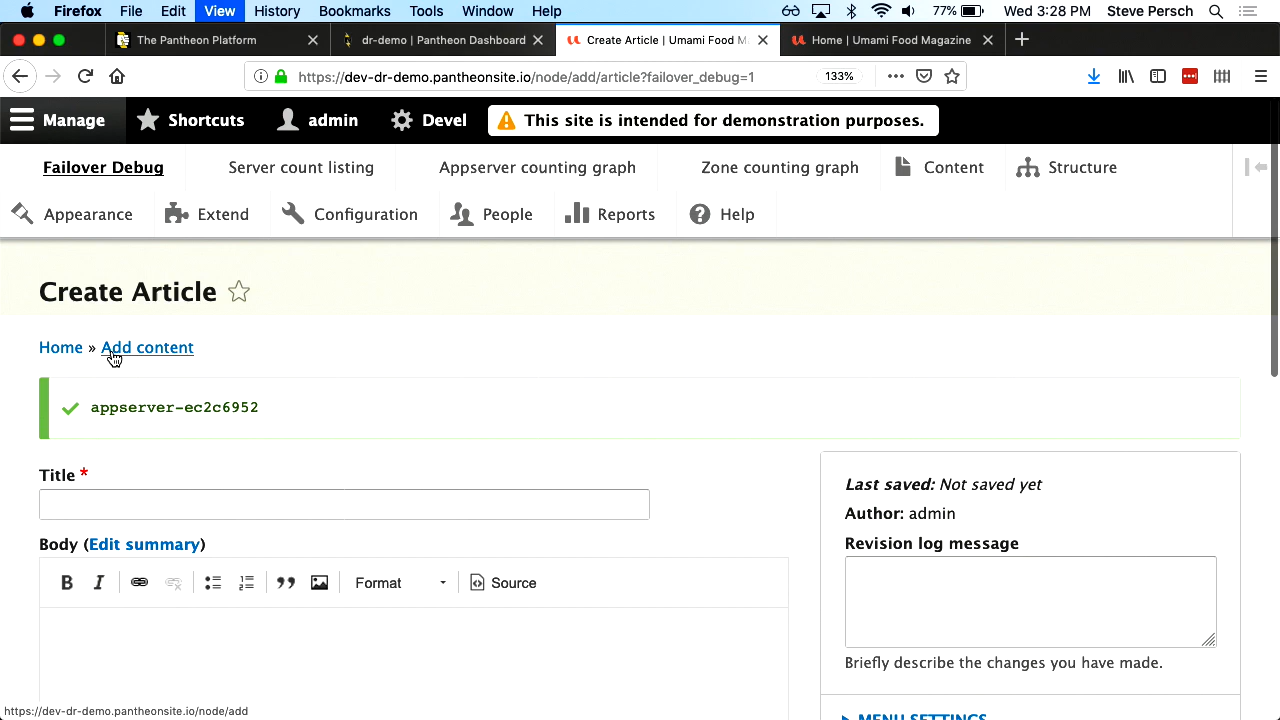 Firefox File Edit View History Bookmarks Tools Window Help 77% Wed 3:28 PM Steve Persch
The Pantheon Platform dr-demo | Pantheon Dashboard Create Article | Umami Food M Home | Umami Food Magazine
https://dev-dr-demo.pantheonsite.io/node/add/article?failover_debug=1 133%
Manage Shortcuts admin Devel This site is intended for demonstration purposes.
Failover Debug Server count listing Appserver counting graph Zone counting graph Content Structure
Appearance Extend Configuration People Reports Help
Create Article
Home » Add content
appserver-ec2c6952
Title *
Last saved: Not saved yet
Author: admin
Revision log message
Body (Edit summary)
B I Format Source
Briefly describe the changes you have made.
MENU SETTINGS
https://dev-dr-demo.pantheonsite.io/node/add